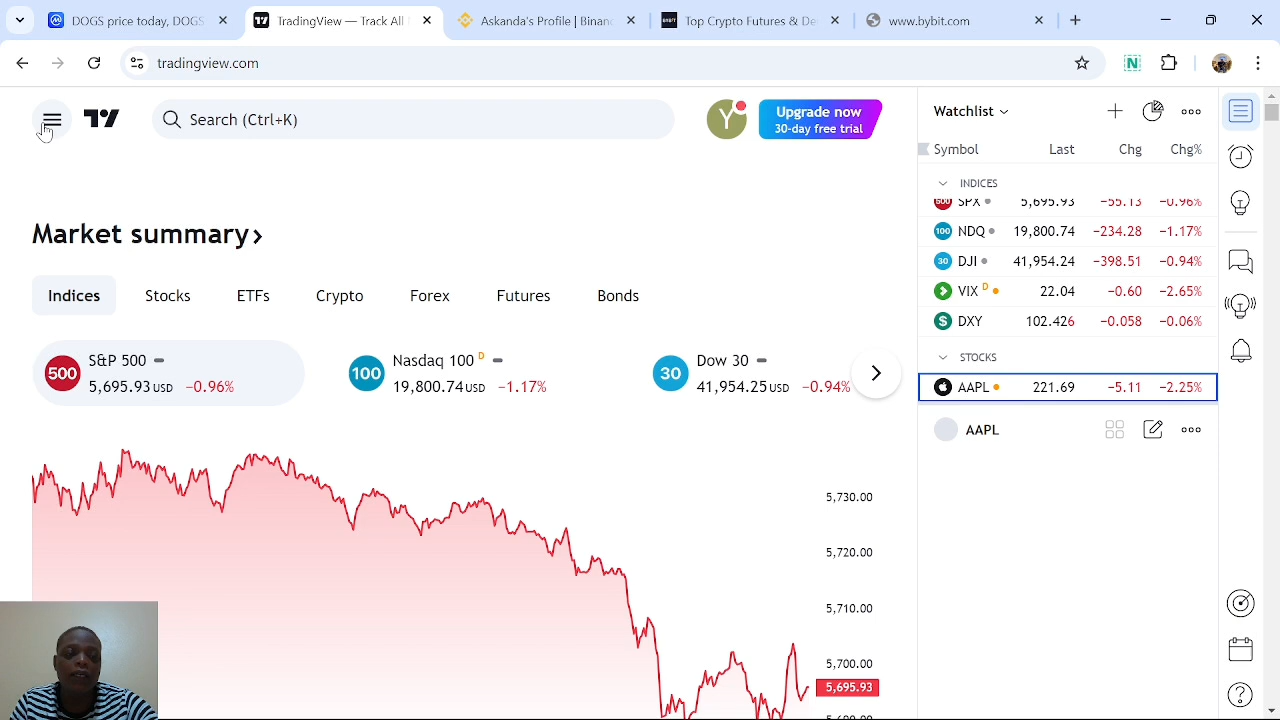 DOGS price today, DOGS
TradingView — Track All
Askanda's Profile | Binan
Top Crypto Futures & De
www.bybit.com
tradingview.com
N
TV
Search (Ctrl+K)
Y
Upgrade now
30-day free trial
Market summary
Indices
Stocks
ETFs
Crypto
Forex
Futures
Bonds
500
S&P 500
5,695.93 USD −0.96%
100
Nasdaq 100 D
19,800.74 USD −1.17%
30
Dow 30
41,954.25 USD −0.94%
5,730.00
5,720.00
5,710.00
5,700.00
5,695.93
Watchlist
Symbol Last Chg Chg%
INDICES
500 SPX 5,695.93 −55.13 −0.96%
100 NDQ 19,800.74 −234.28 −1.17%
30 DJI 41,954.24 −398.51 −0.94%
VIX D 22.04 −0.60 −2.65%
$ DXY 102.426 −0.058 −0.06%
STOCKS
AAPL 221.69 −5.11 −2.25%
AAPL